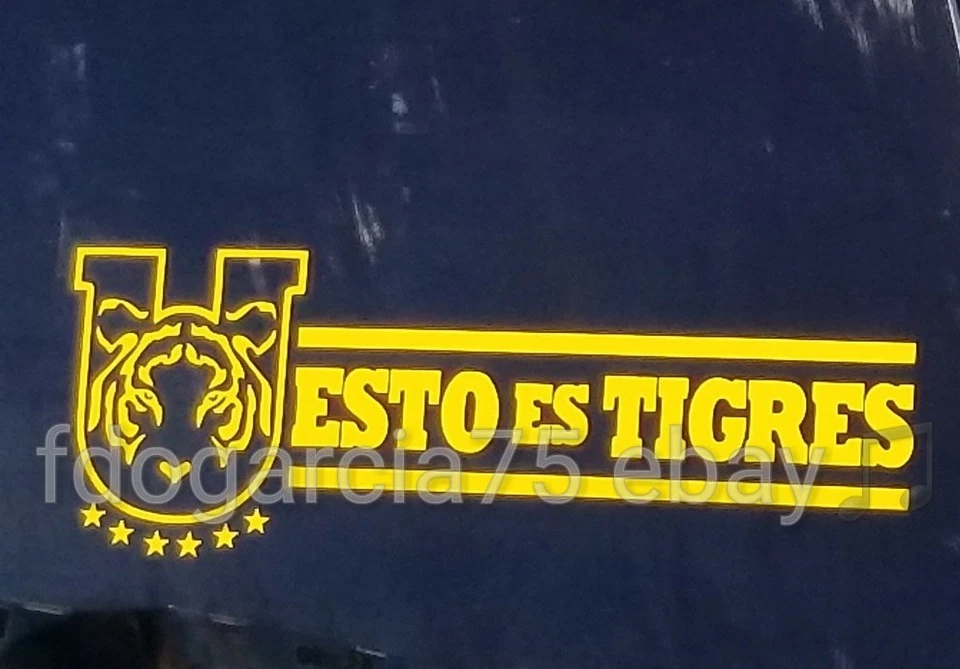 U
ESTO ES TIGRES
fdogarcia75 ebay🎵